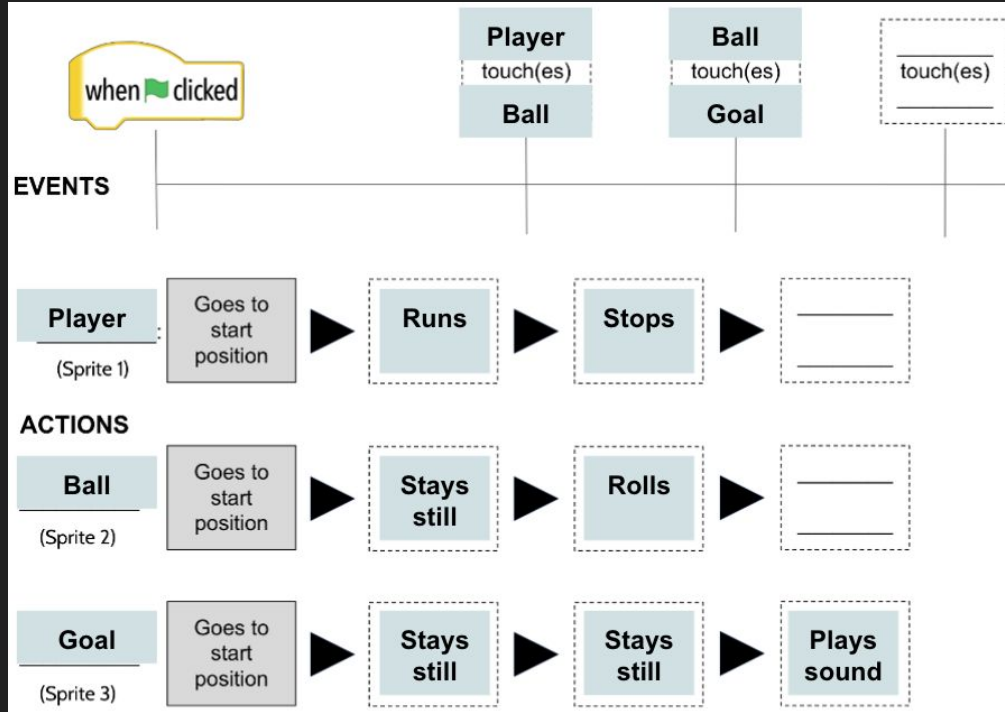 when clicked
Player
touch(es)
Ball
Ball
touch(es)
Goal
touch(es)
EVENTS
Player
:
(Sprite 1)
Goes to
start
position
Runs
Stops
ACTIONS
Ball
(Sprite 2)
Goes to
start
position
Stays
still
Rolls
Goal
(Sprite 3)
Goes to
start
position
Stays
still
Stays
still
Plays
sound